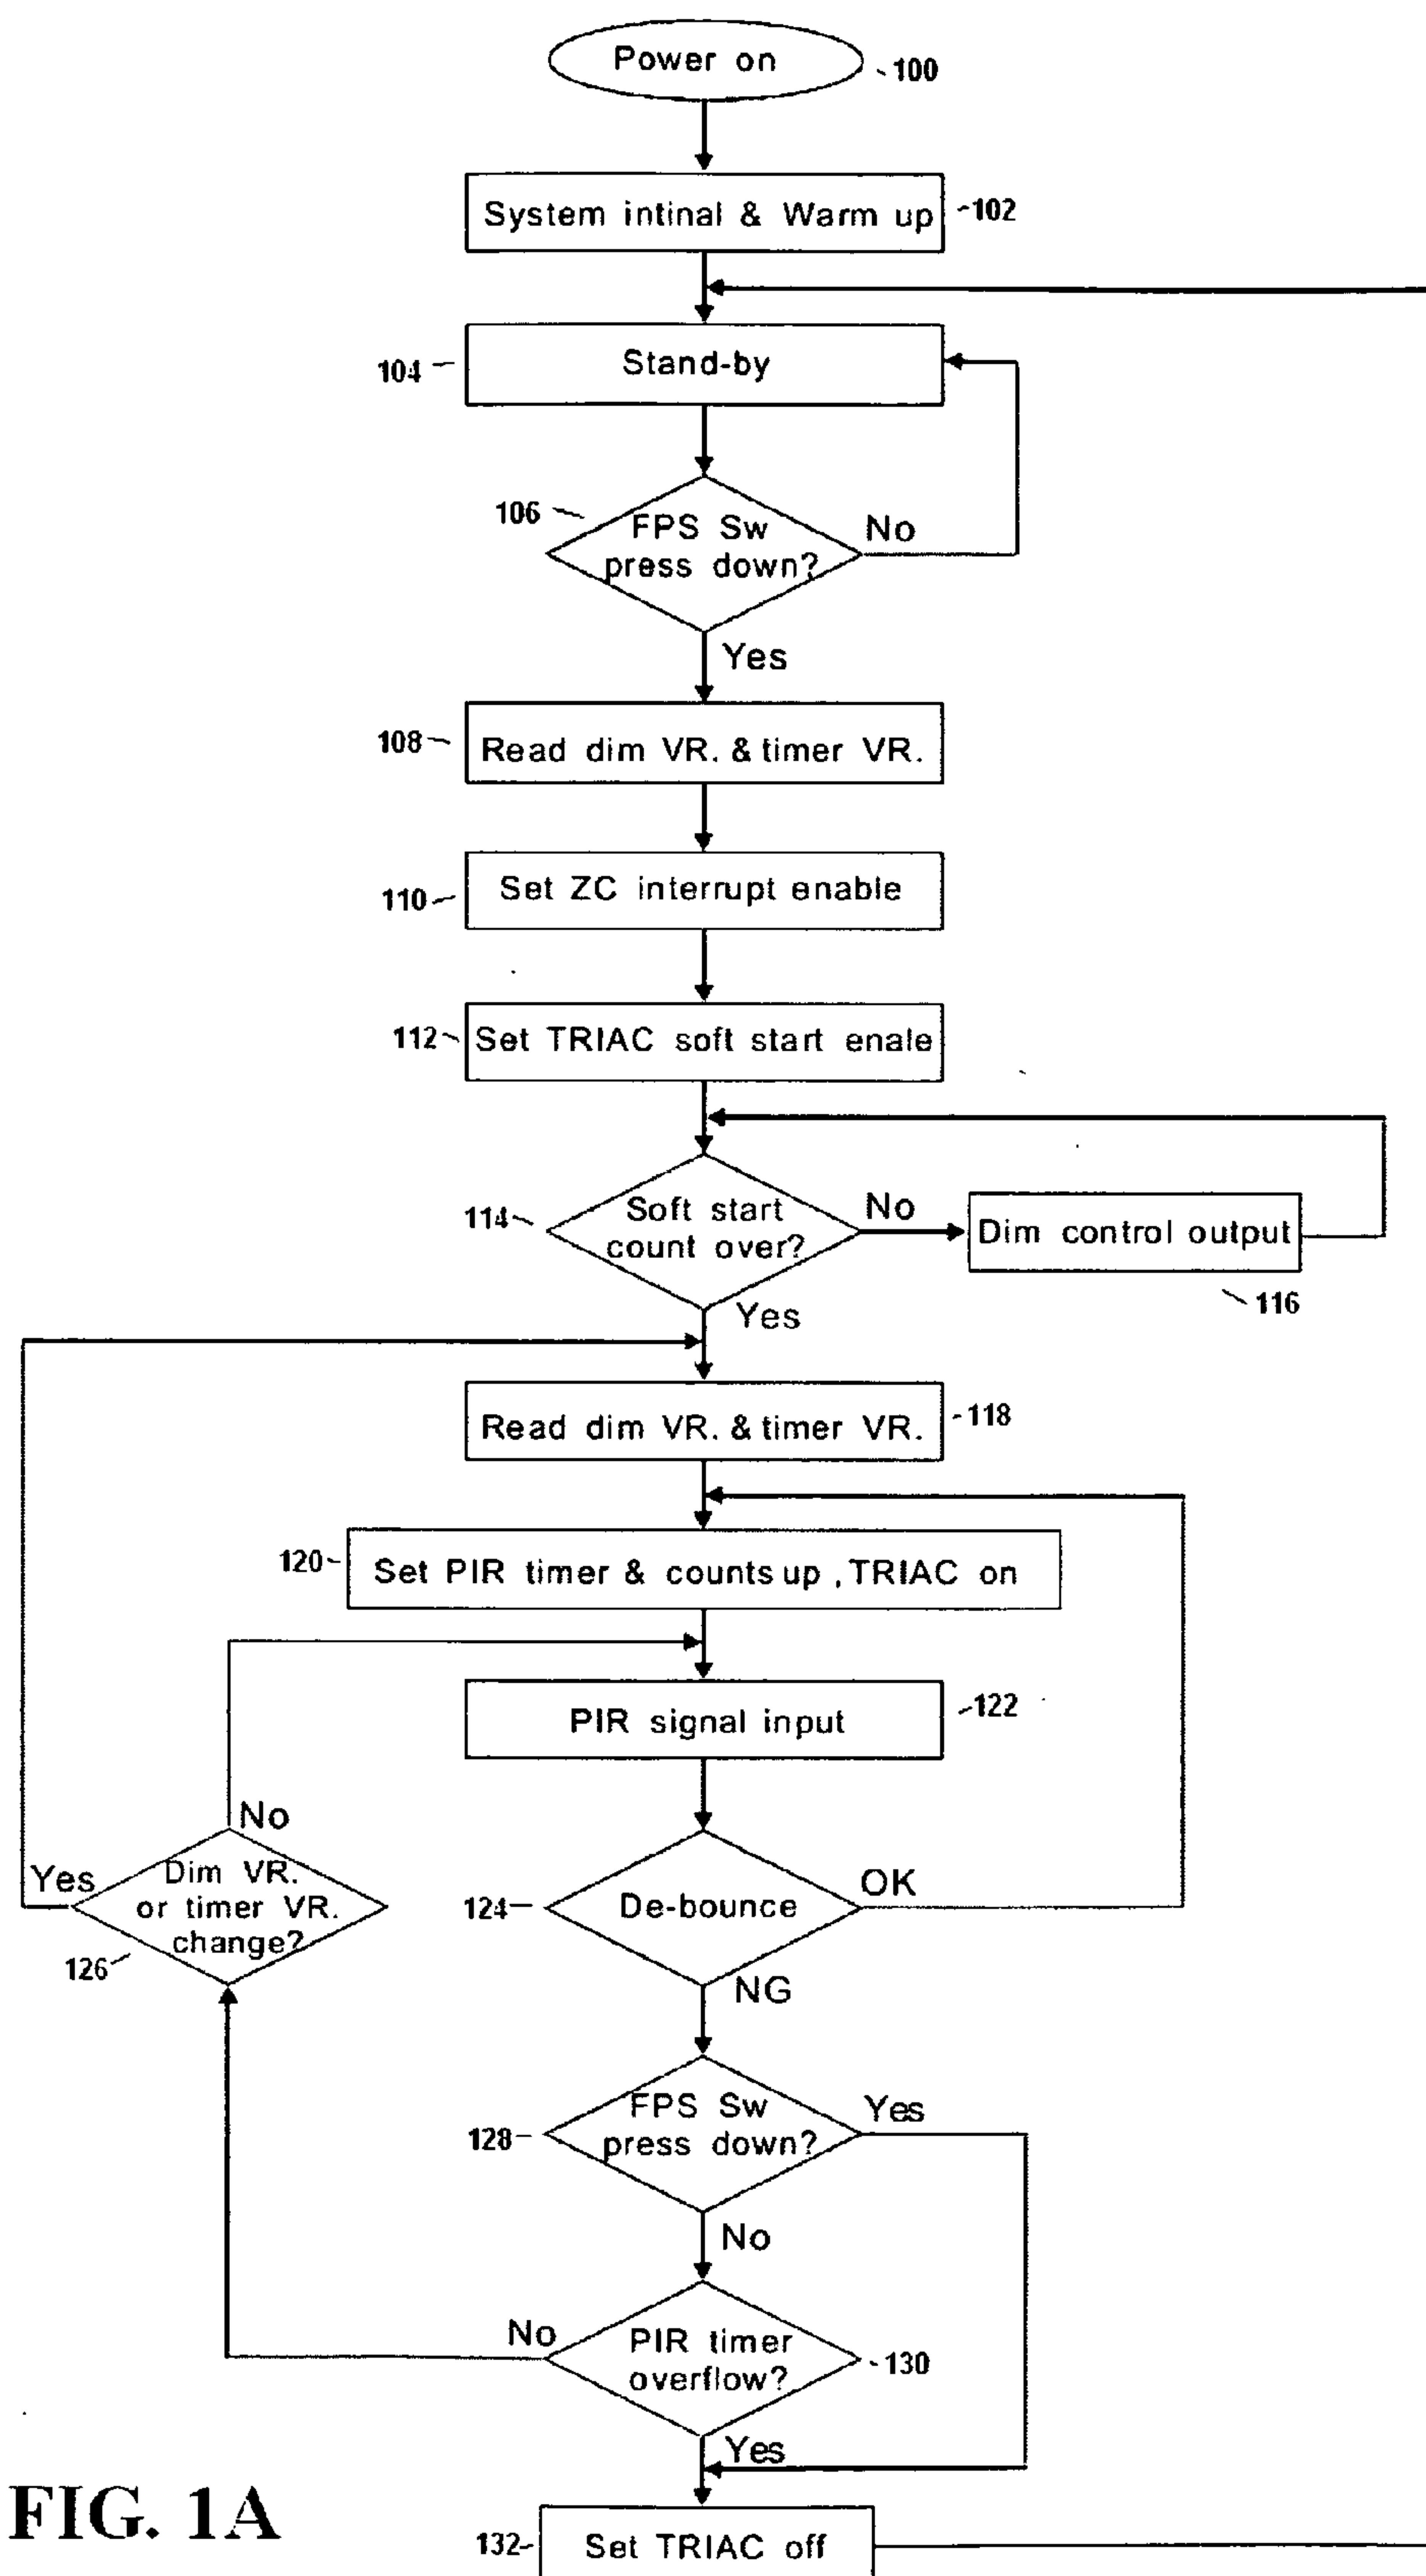 Power on
100
System intinal & Warm up
102
104
Stand-by
106
FPS Sw
press down?
No
Yes
108
Read dim VR. & timer VR.
110
Set ZC interrupt enable
112
Set TRIAC soft start enale
114
Soft start
count over?
No
Dim control output
116
Yes
Read dim VR. & timer VR.
118
120
Set PIR timer & counts up , TRIAC on
PIR signal input
122
No
Yes
Dim VR.
or timer VR.
change?
126
124
De-bounce
OK
NG
128
FPS Sw
press down?
Yes
No
No
PIR timer
overflow?
130
Yes
FIG. 1A
132
Set TRIAC off